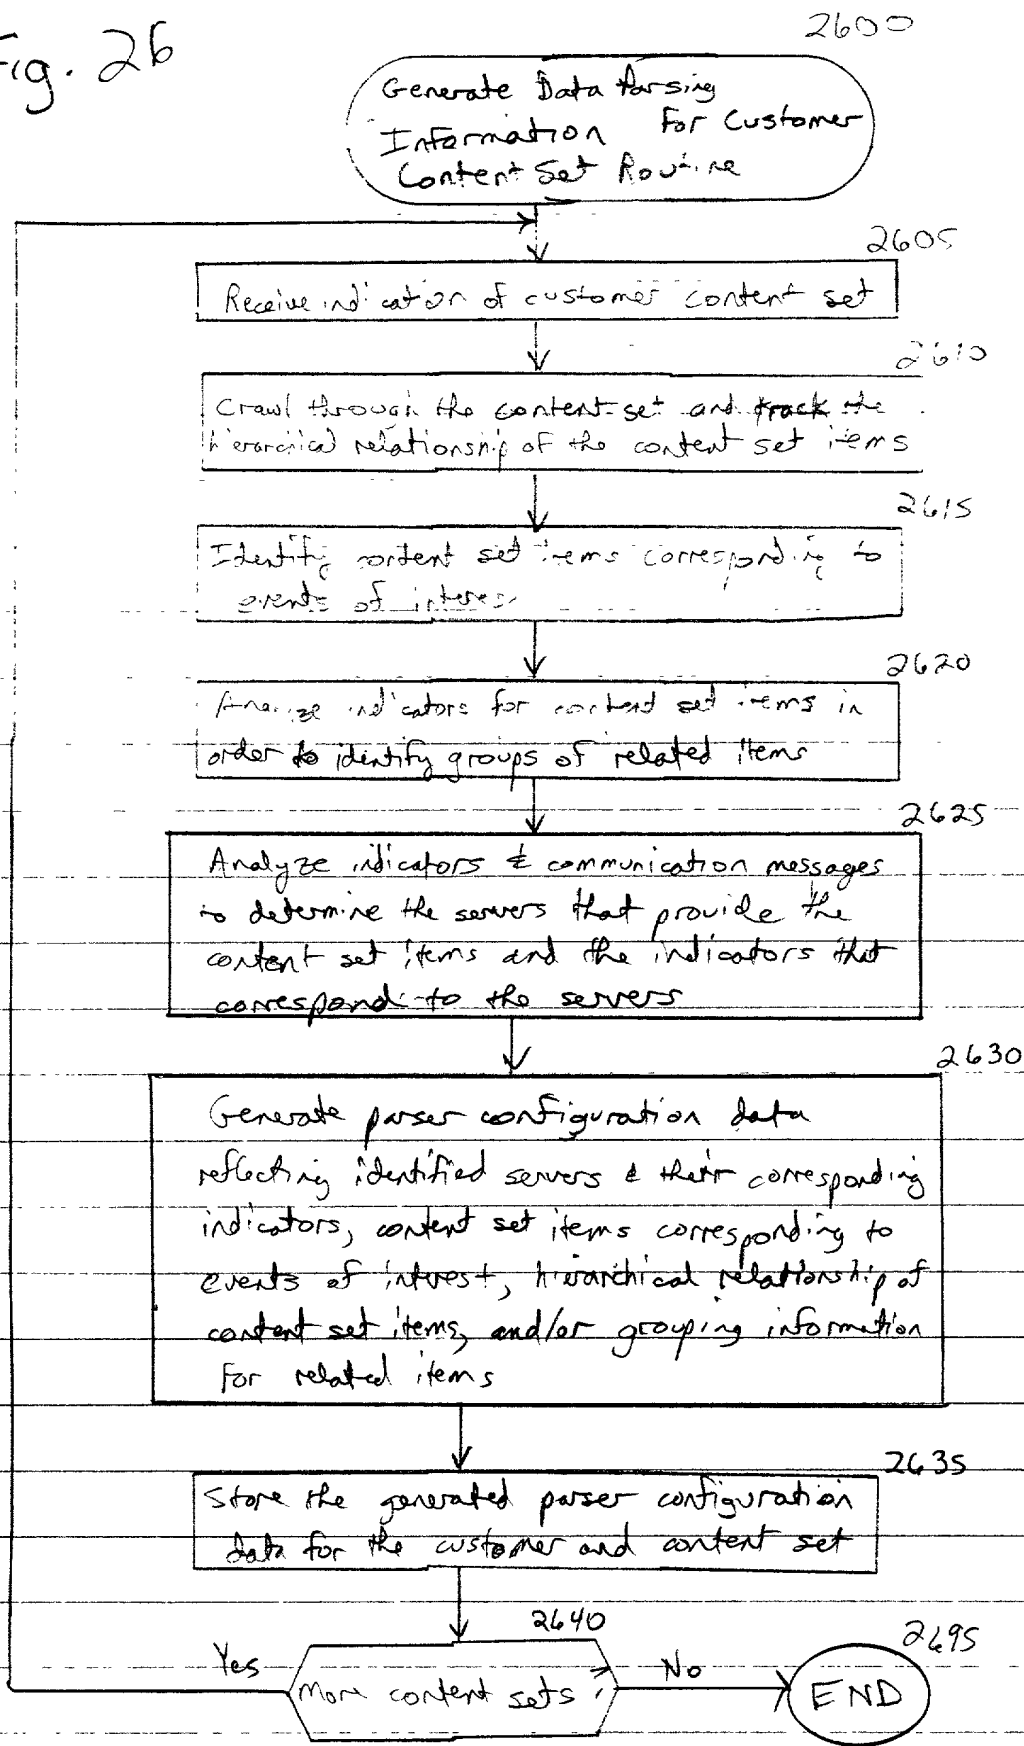 Fig. 26
2600
Generate Data Parsing
Information For Customer
Content Set Routine
2605
Receive indication of customer content set
2610
Crawl through the content set and track the
hierarchical relationship of the content set items
2615
Identify content set items corresponding to
events of interest
2620
Analyze indicators for content set items in
order to identify groups of related items
2625
Analyze indicators & communication messages
to determine the servers that provide the
content set items and the indicators that
correspond to the servers
2630
Generate parser configuration data
reflecting identified servers & their corresponding
indicators, content set items corresponding to
events of interest, hierarchical relationship of
content set items, and/or grouping information
For related items
2635
Store the generated parser configuration
data for the customer and content set
2640
More content sets ?
Yes
No
2695
END